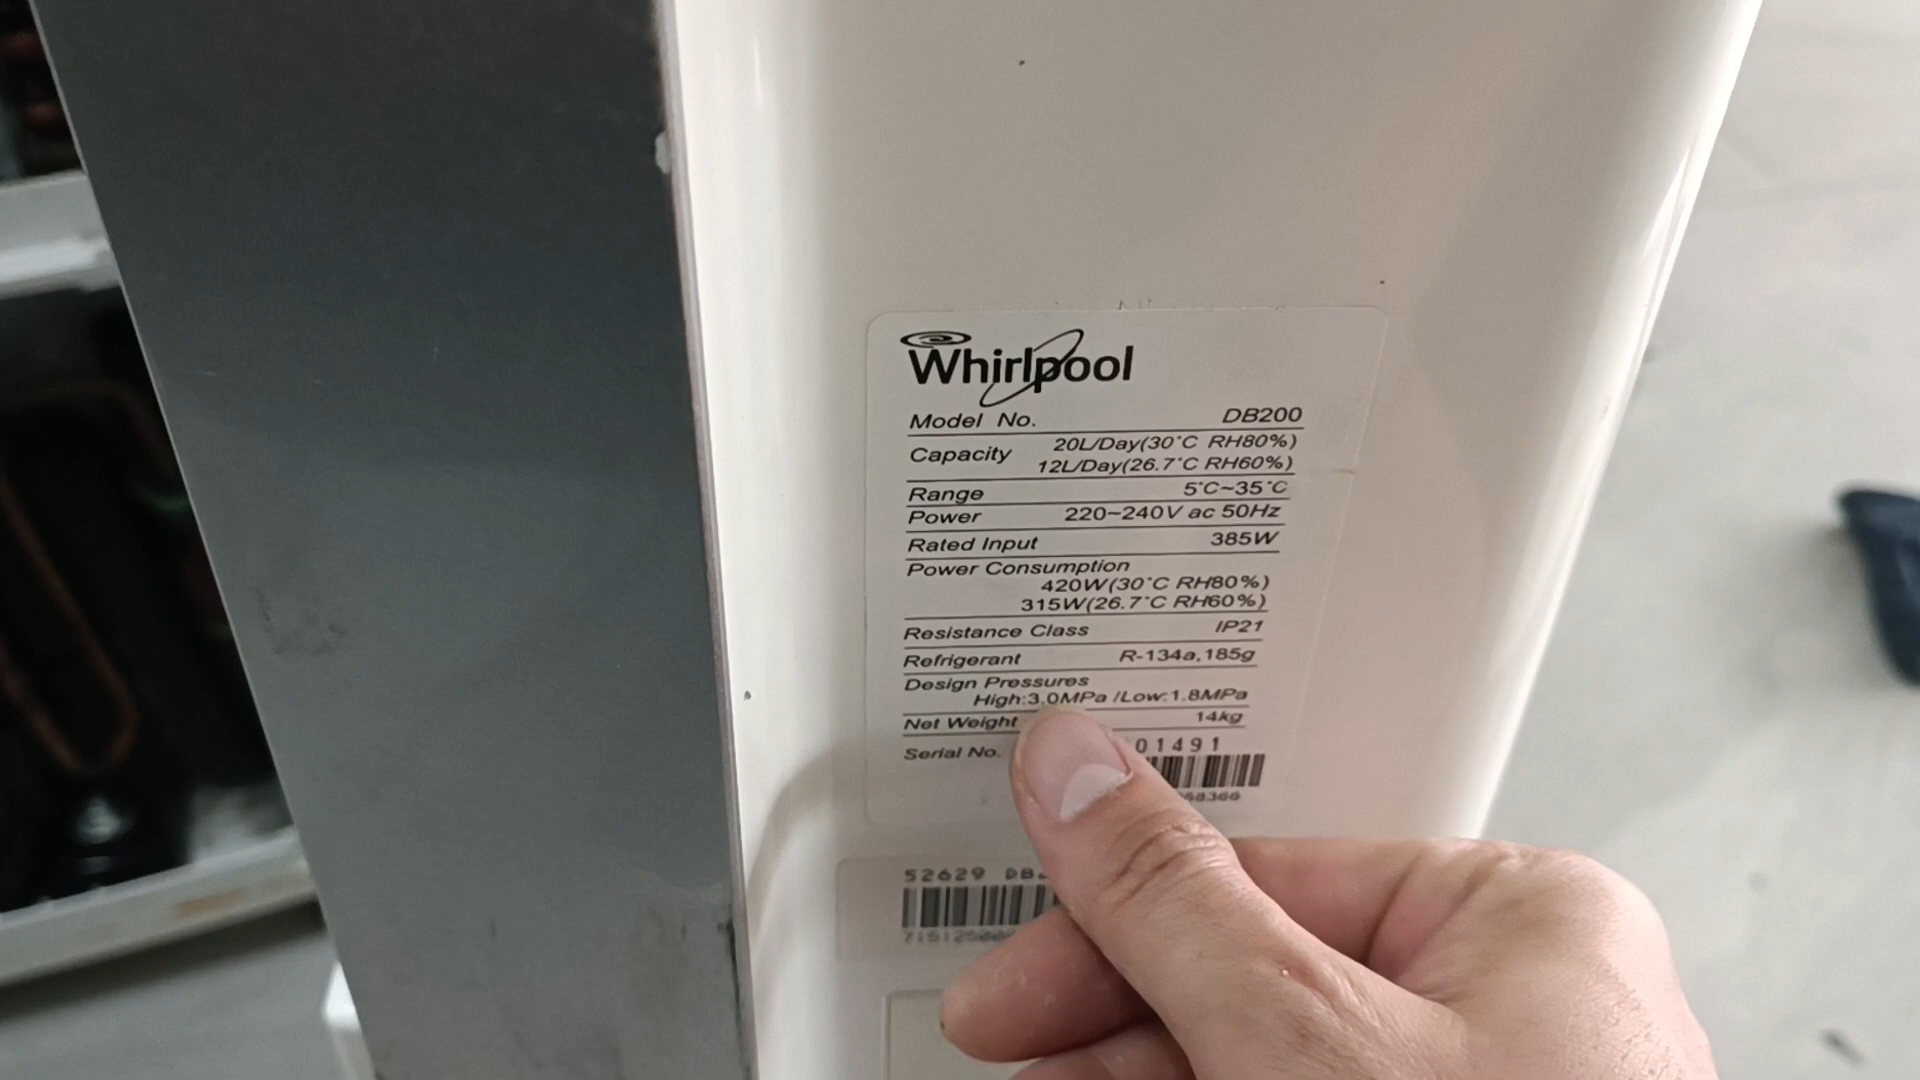 Whirlpool
Model No. DB200
Capacity 20L/Day(30°C RH80%)
12L/Day(26.7°C RH60%)
Range 5°C~35°C
Power 220~240V ac 50Hz
Rated Input 385W
Power Consumption
420W(30°C RH80%)
315W(26.7°C RH60%)
Resistance Class IP21
Refrigerant R-134a,185g
Design Pressures
High:3.0MPa /Low:1.8MPa
Net Weight 14kg
Serial No. 01491
68366
52629